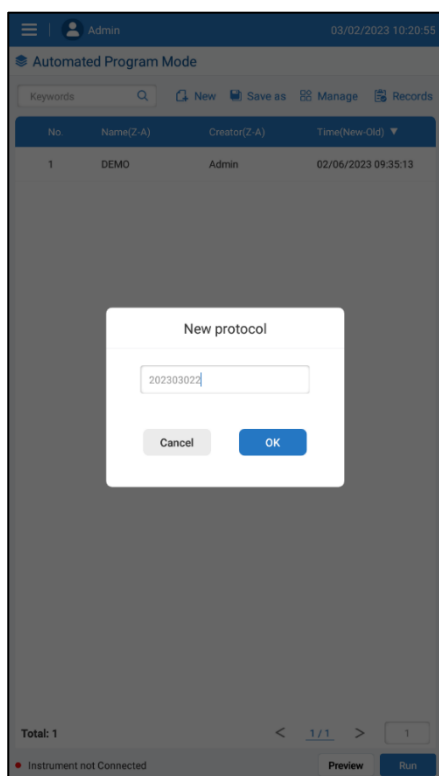 Admin 03/02/2023 10:20:55
Automated Program Mode
Keywords New Save as Manage Records
No. Name(Z-A) Creator(Z-A) Time(New-Old) ▼
1 DEMO Admin 02/06/2023 09:35:13
New protocol
202303022
Cancel OK
Total: 1 < 1/1 > 1
Instrument not Connected Preview Run